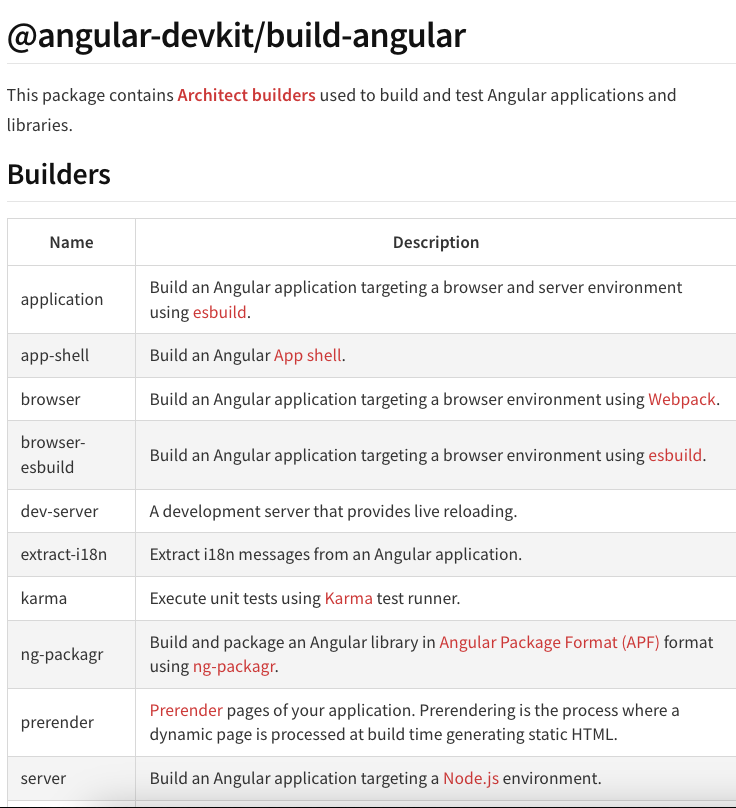 @angular-devkit/build-angular
This package contains Architect builders used to build and test Angular applications and
libraries.
Builders
Name Description
application Build an Angular application targeting a browser and server environment
using esbuild.
app-shell Build an Angular App shell.
browser Build an Angular application targeting a browser environment using Webpack.
browser-
esbuild Build an Angular application targeting a browser environment using esbuild.
dev-server A development server that provides live reloading.
extract-i18n Extract i18n messages from an Angular application.
karma Execute unit tests using Karma test runner.
ng-packagr Build and package an Angular library in Angular Package Format (APF) format
using ng-packagr.
prerender Prerender pages of your application. Prerendering is the process where a
dynamic page is processed at build time generating static HTML.
server Build an Angular application targeting a Node.js environment.